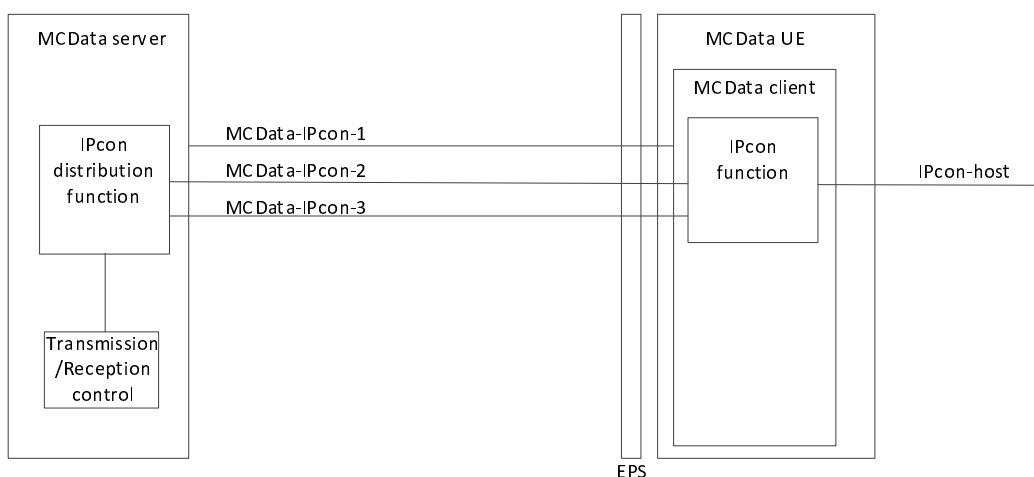 MCData server
MCData UE
MCData client
IPcon
distribution
function
MCData-IPcon-1
MCData-IPcon-2
MCData-IPcon-3
IPcon
function
IPcon-host
Transmission
/Reception
control
EPS